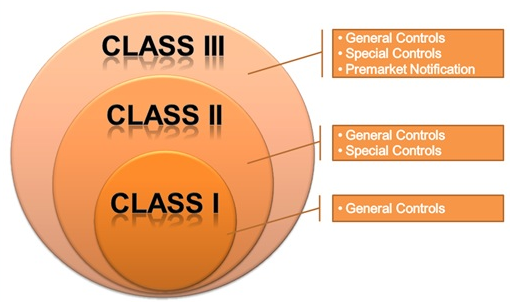 CLASS III
• General Controls
• Special Controls
• Premarket Notification
CLASS II
• General Controls
• Special Controls
CLASS I
• General Controls